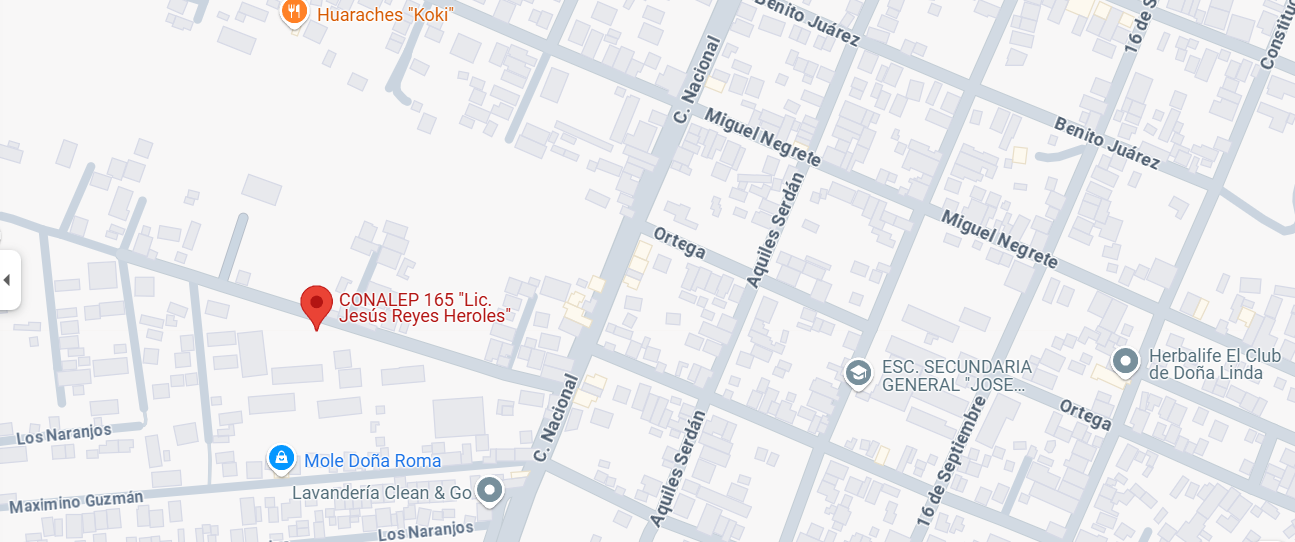 Huaraches "Koki"
Benito Juárez
16 de S
Constituc
C. Nacional
Miguel Negrete
Benito Juárez
Aquiles Serdán
Ortega
Miguel Negrete
CONALEP 165 "Lic.
Jesús Reyes Heroles"
ESC. SECUNDARIA
GENERAL "JOSE...
Herbalife El Club
de Doña Linda
C. Nacional
Ortega
Los Naranjos
Aquiles Serdán
16 de Septiembre
Mole Doña Roma
Maximino Guzmán
Lavandería Clean & Go
Los Naranjos